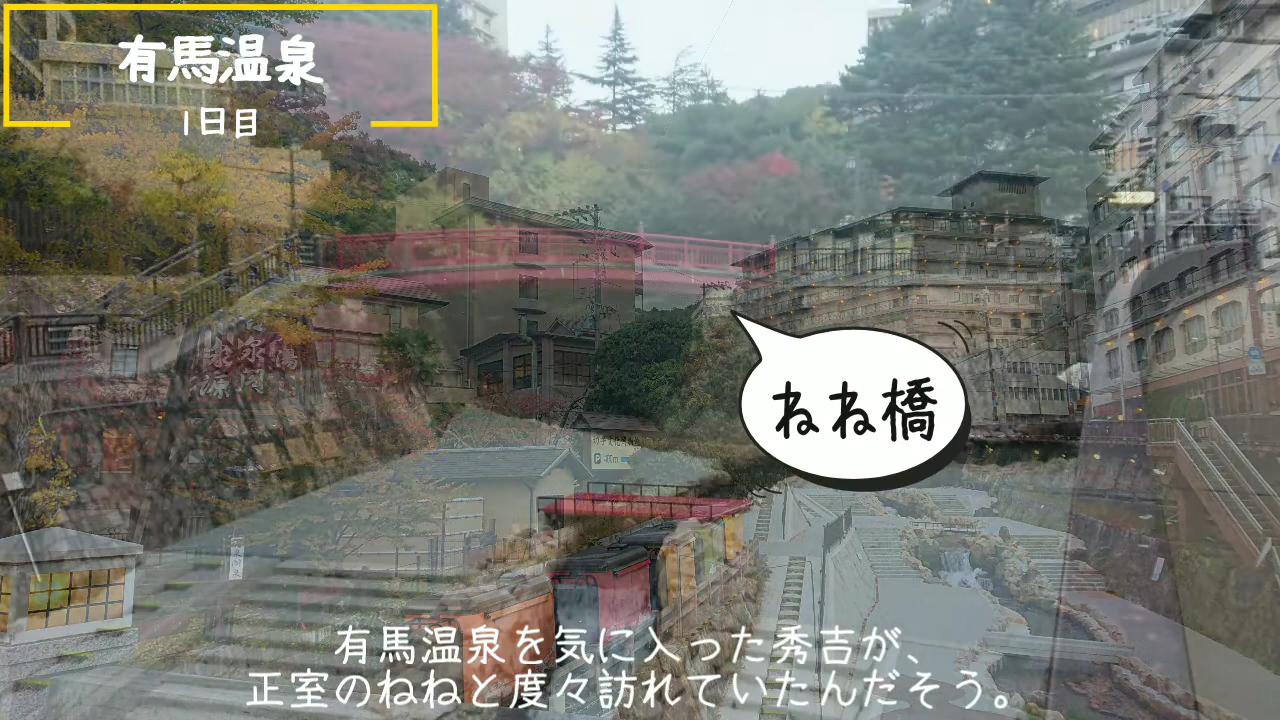 有馬温泉
1日目
ねね橋
有馬温泉を気に入った秀吉が、
正室のねねと度々訪れていたんだそう。